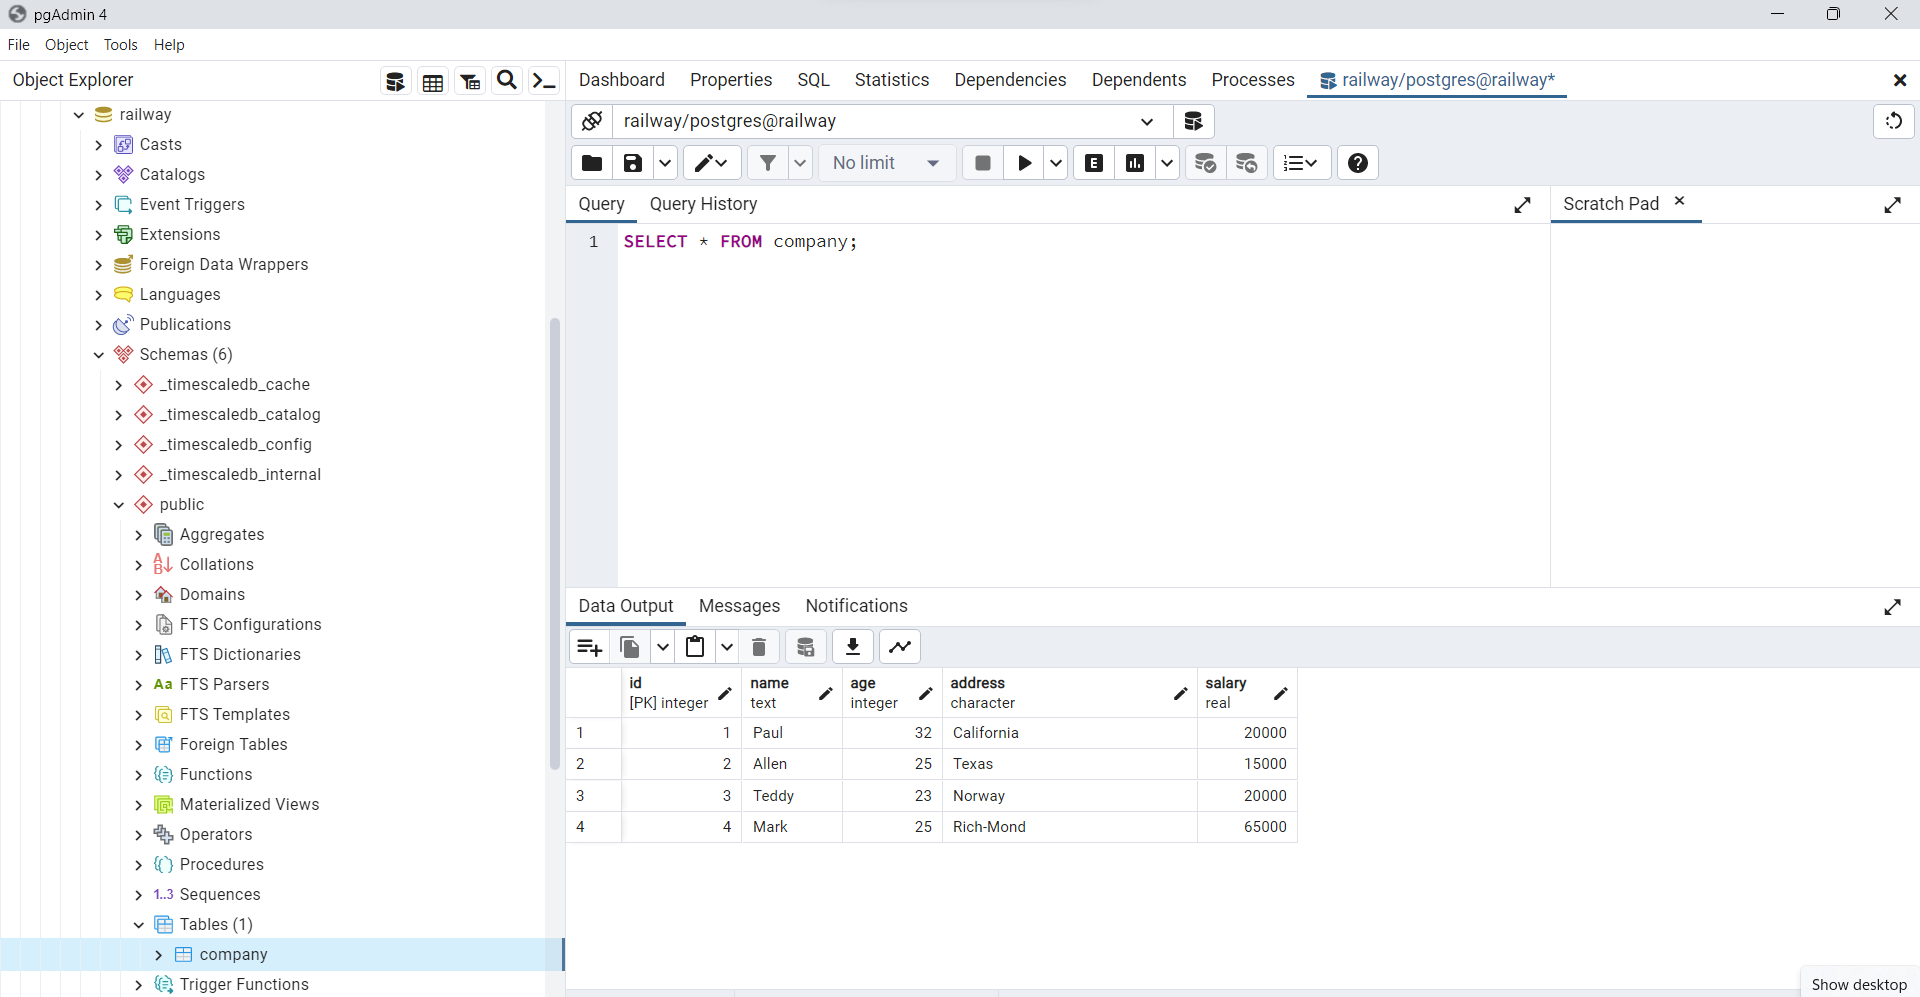 pgAdmin 4
File Object Tools Help
Object Explorer
Dashboard Properties SQL Statistics Dependencies Dependents Processes railway/postgres@railway*
railway/postgres@railway
No limit
Query Query History
Scratch Pad
1 SELECT * FROM company;
railway
Casts
Catalogs
Event Triggers
Extensions
Foreign Data Wrappers
Languages
Publications
Schemas (6)
_timescaledb_cache
_timescaledb_catalog
_timescaledb_config
_timescaledb_internal
public
Aggregates
Collations
Domains
FTS Configurations
FTS Dictionaries
Aa FTS Parsers
FTS Templates
Foreign Tables
Functions
Materialized Views
Operators
Procedures
1..3 Sequences
Tables (1)
company
Trigger Functions
Data Output Messages Notifications
id name age address salary
[PK] integer text integer character real
1 1 Paul 32 California 20000
2 2 Allen 25 Texas 15000
3 3 Teddy 23 Norway 20000
4 4 Mark 25 Rich-Mond 65000
Show desktop